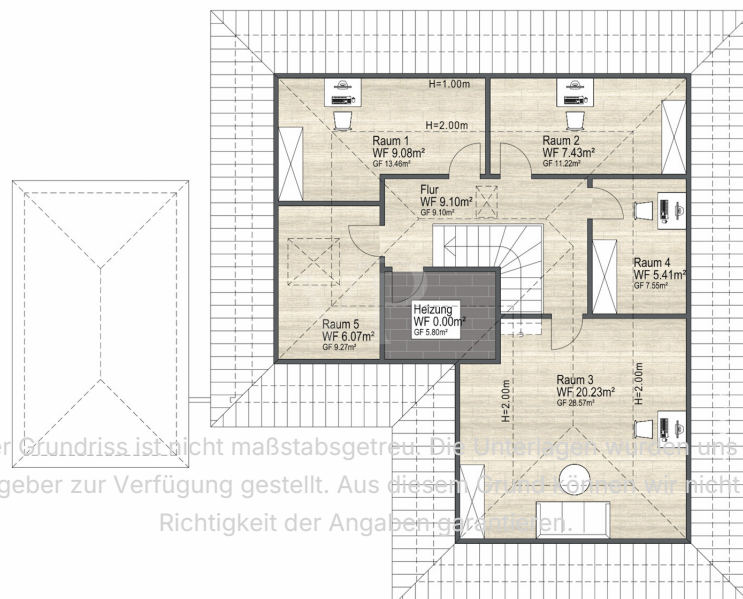 H=1.00m
H=2.00m
Raum 1
WF 9.08m²
GF 13.46m²
Raum 2
WF 7.43m²
GF 11.22m²
Flur
WF 9.10m²
GF 9.10m²
Raum 4
WF 5.41m²
GF 7.55m²
Heizung
WF 0.00m²
GF 5.80m²
Raum 5
WF 6.07m²
GF 9.27m²
Raum 3
WF 20.23m²
GF 28.57m²
H=2.00m
H=2.00m
er Grundriss ist nicht maßstabsgetreu. Die Unterlagen wurden uns
geber zur Verfügung gestellt. Aus diesem Grund können wir nicht
Richtigkeit der Angaben garantieren.